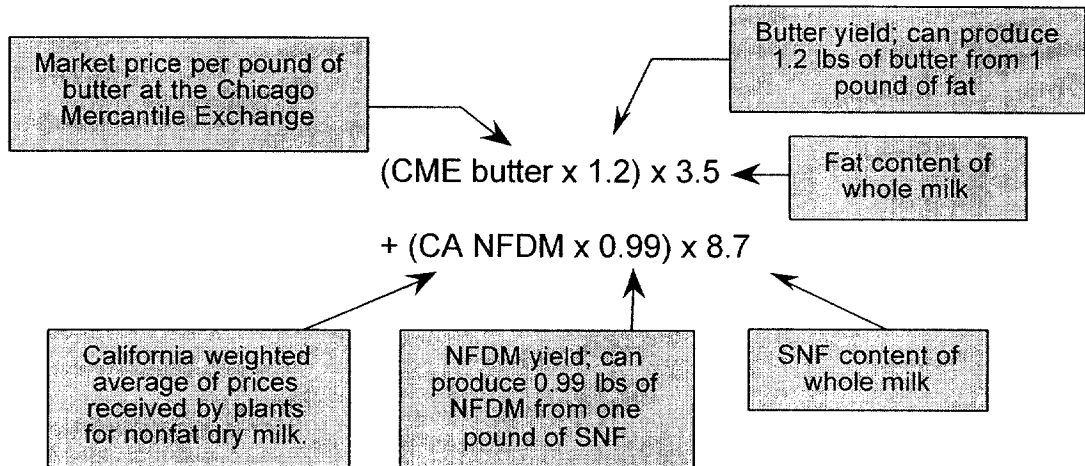 Market price per pound of
butter at the Chicago
Mercantile Exchange
Butter yield; can produce
1.2 lbs of butter from 1
pound of fat
(CME butter x 1.2) x 3.5
Fat content of
whole milk
+ (CA NFDM x 0.99) x 8.7
California weighted
average of prices
received by plants
for nonfat dry milk.
NFDM yield; can
produce 0.99 lbs of
NFDM from one
pound of SNF
SNF content of
whole milk